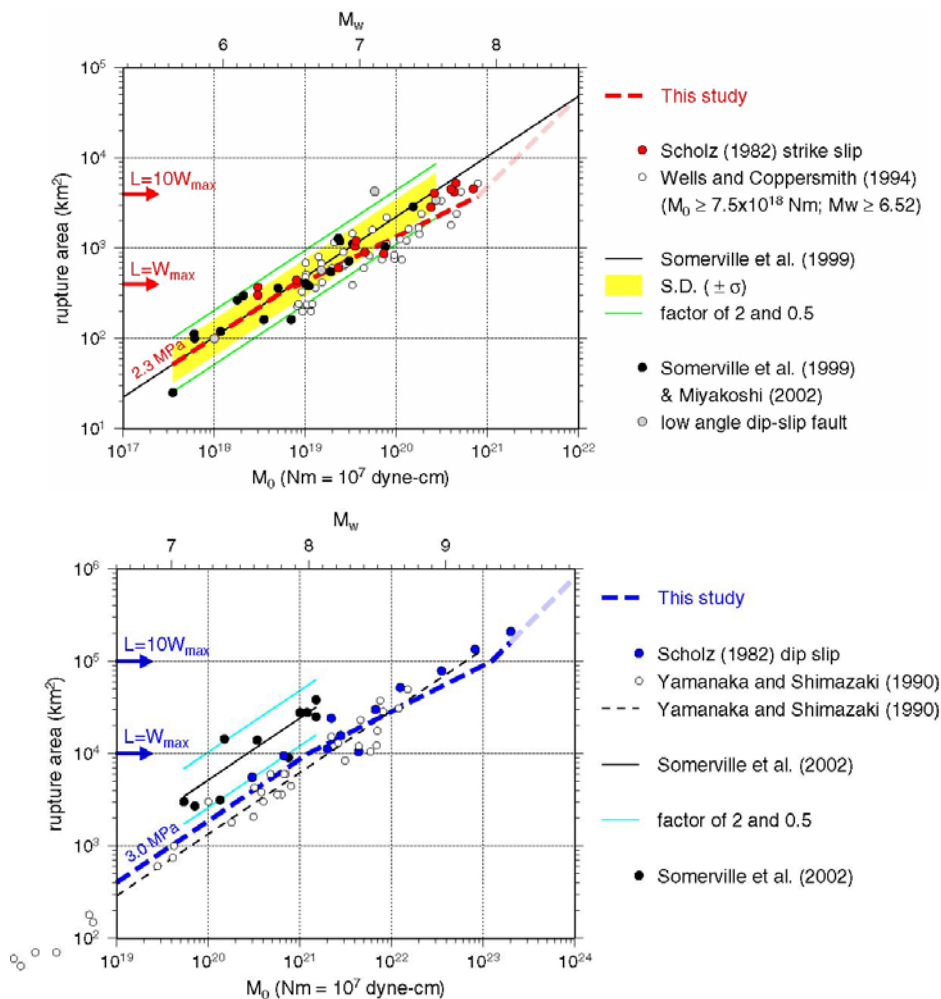 Mw
6 7 8
10^5
10^4
10^3
10^2
10^1
rupture area (km²)
L=10Wmax
L=Wmax
2.3 MPa
10^17 10^18 10^19 10^20 10^21 10^22
M0 (Nm = 10^7 dyne-cm)
This study
Scholz (1982) strike slip
Wells and Coppersmith (1994)
(M0 ≥ 7.5x10^18 Nm; Mw ≥ 6.52)
Somerville et al. (1999)
S.D. (± σ)
factor of 2 and 0.5
Somerville et al. (1999)
& Miyakoshi (2002)
low angle dip-slip fault
Mw
7 8 9
10^6
10^5
10^4
10^3
10^2
rupture area (km²)
L=10Wmax
L=Wmax
3.0 MPa
10^19 10^20 10^21 10^22 10^23 10^24
M0 (Nm = 10^7 dyne-cm)
This study
Scholz (1982) dip slip
Yamanaka and Shimazaki (1990)
Yamanaka and Shimazaki (1990)
Somerville et al. (2002)
factor of 2 and 0.5
Somerville et al. (2002)